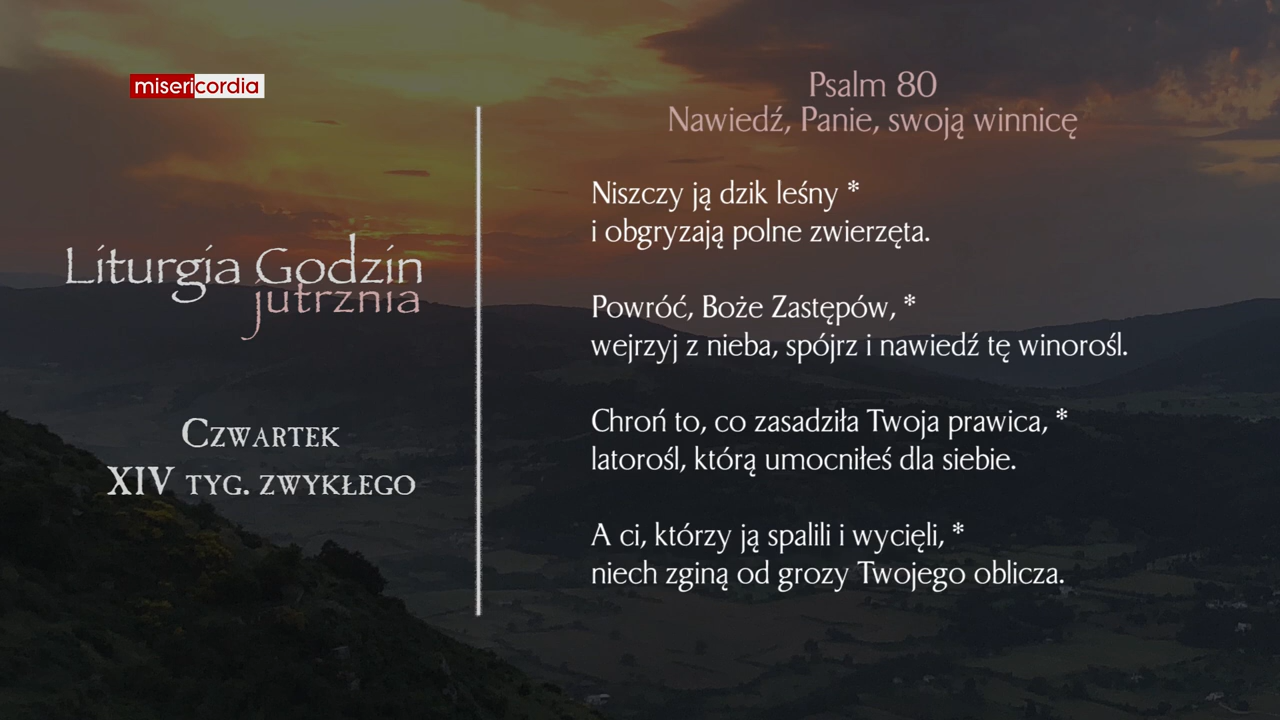 misericordia
Liturgia Godzin
jutrznia
Czwartek
XIV tyg. zwykłego
Psalm 80
Nawiedź, Panie, swoją winnicę
Niszczy ją dzik leśny *
i obgryzają polne zwierzęta.
Powróć, Boże Zastępów, *
wejrzyj z nieba, spójrz i nawiedź tę winorośl.
Chroń to, co zasadziła Twoja prawica, *
latorośl, którą umocniłeś dla siebie.
A ci, którzy ją spalili i wycięli, *
niech zginą od grozy Twojego oblicza.